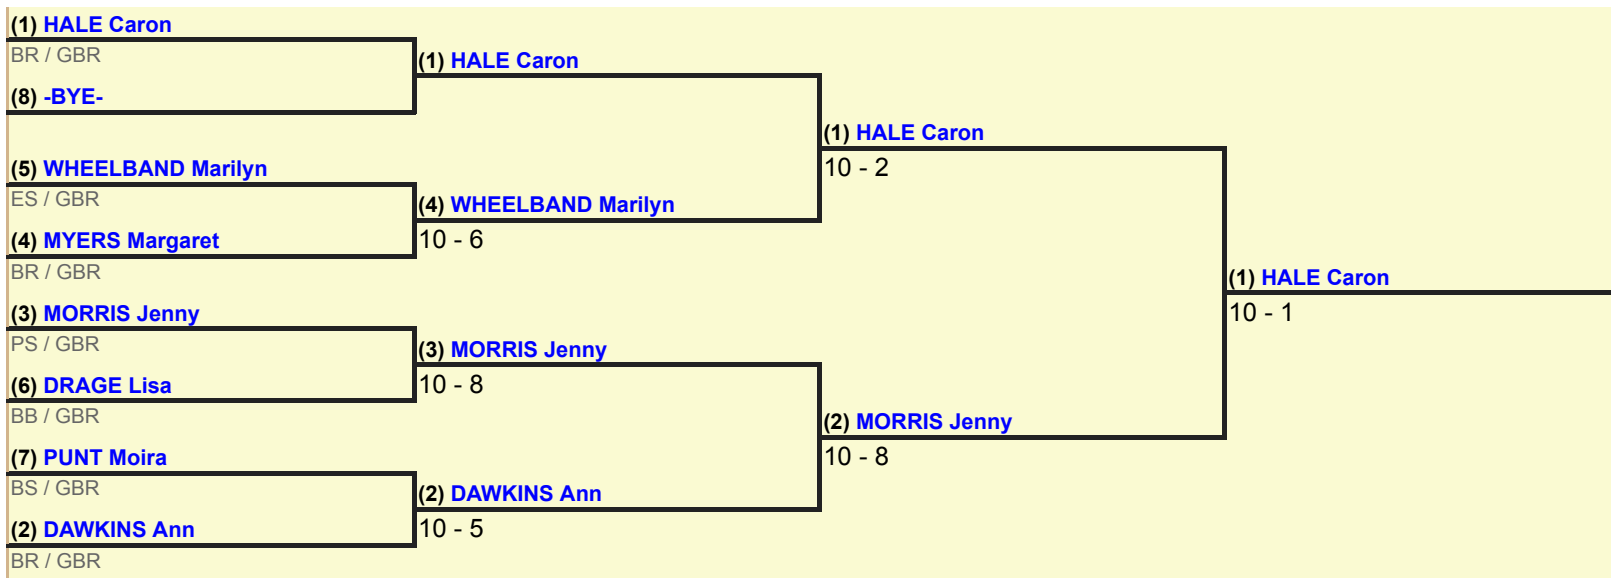 (1) HALE Caron
BR / GBR
(8) -BYE-
(5) WHEELBAND Marilyn
ES / GBR
(4) MYERS Margaret
BR / GBR
(3) MORRIS Jenny
PS / GBR
(6) DRAGE Lisa
BB / GBR
(7) PUNT Moira
BS / GBR
(2) DAWKINS Ann
BR / GBR
(1) HALE Caron
(4) WHEELBAND Marilyn
10 - 6
(3) MORRIS Jenny
10 - 8
(2) DAWKINS Ann
10 - 5
(1) HALE Caron
10 - 2
(2) MORRIS Jenny
10 - 8
(1) HALE Caron
10 - 1